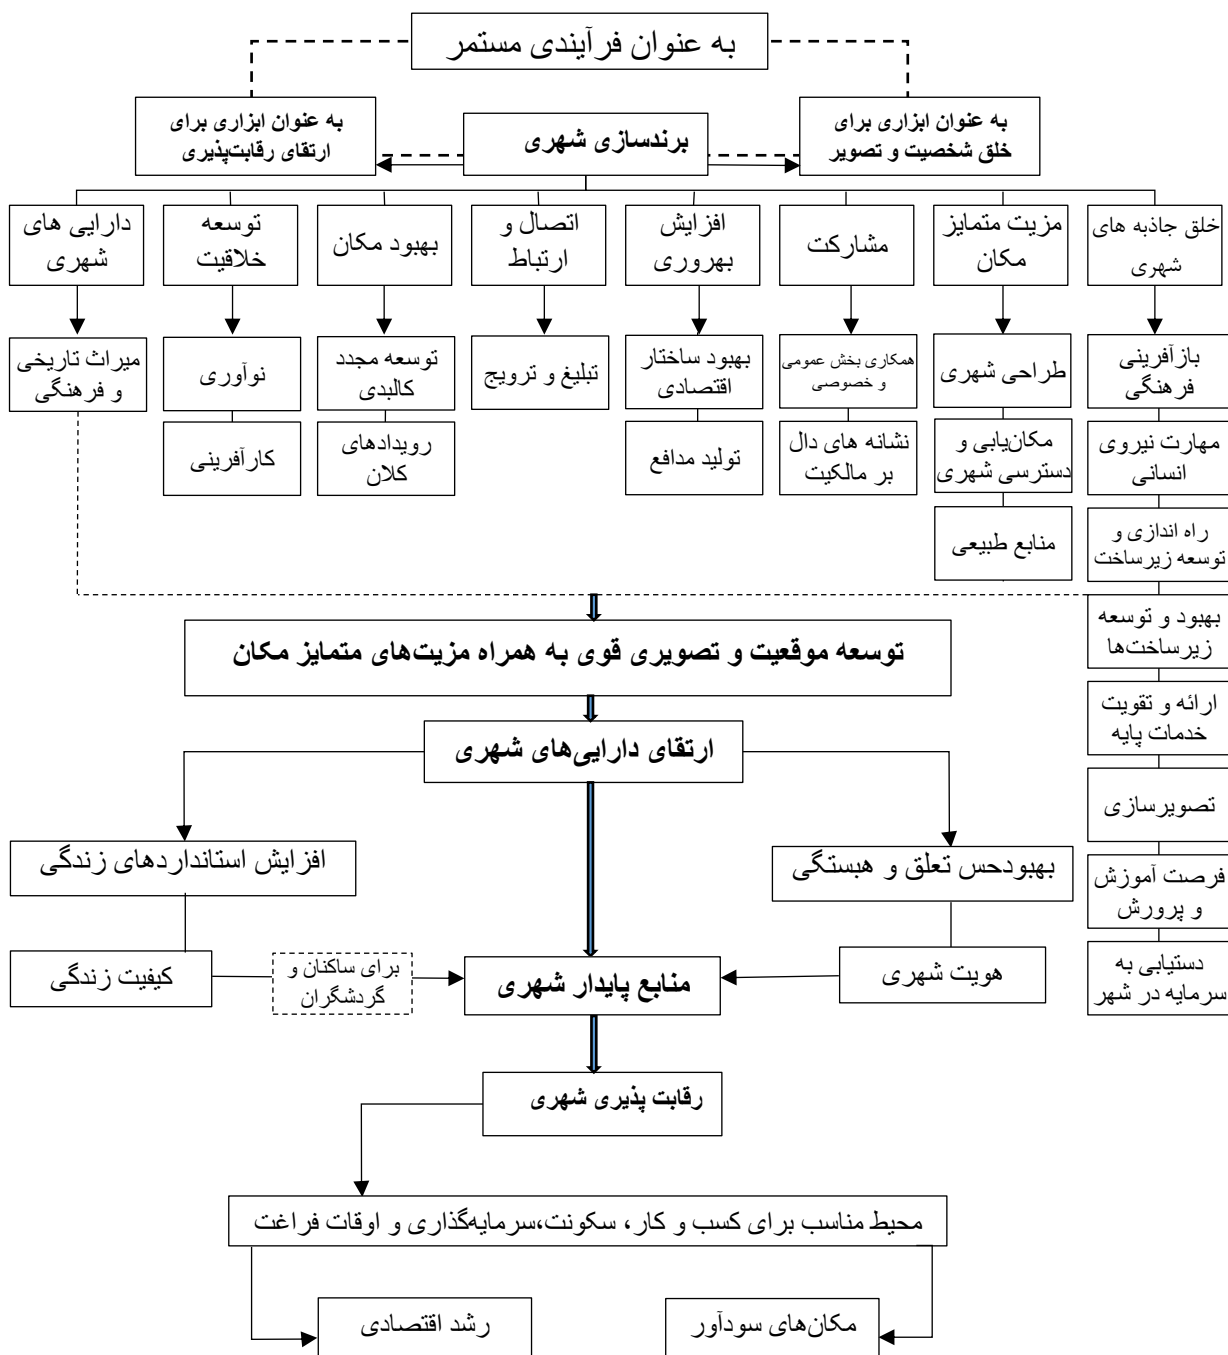 به عنوان فرآیندی مستمر
به عنوان ابزاری برای
خلق شخصیت و تصویر
برندسازی شهری
به عنوان ابزاری برای
ارتقای رقابت‌پذیری
خلق جاذبه های
شهری
مزیت متمایز
مکان
مشارکت
افزایش
بهروری
اتصال و
ارتباط
بهبود مکان
توسعه
خلاقیت
دارایی های
شهری
بازآفرینی
فرهنگی
طراحی شهری
همکاری بخش عمومی
و خصوصی
بهبود ساختار
اقتصادی
تبلیغ و ترویج
توسعه مجدد
کالبدی
نوآوری
میراث تاریخی
و فرهنگی
مهارت نیروی
انسانی
مکان‌یابی و
دسترسی شهری
نشانه های دال
بر مالکیت
تولید مدافع
رویدادهای
کلان
کارآفرینی
راه اندازی و
توسعه زیرساخت
منابع طبیعی
بهبود و توسعه
زیرساخت‌ها
توسعه موقعیت و تصویری قوی به همراه مزیت‌های متمایز مکان
ارائه و تقویت
خدمات پایه
ارتقای دارایی‌های شهری
تصویرسازی
افزایش استانداردهای زندگی
بهبودحس تعلق و هبستگی
فرصت آموزش
و پرورش
دستیابی به
سرمایه در شهر
هویت شهری
منابع پایدار شهری
برای ساکنان و
گردشگران
کیفیت زندگی
رقابت پذیری شهری
محیط مناسب برای کسب و کار، سکونت،سرمایه‌گذاری و اوقات فراغت
مکان‌های سودآور
رشد اقتصادی